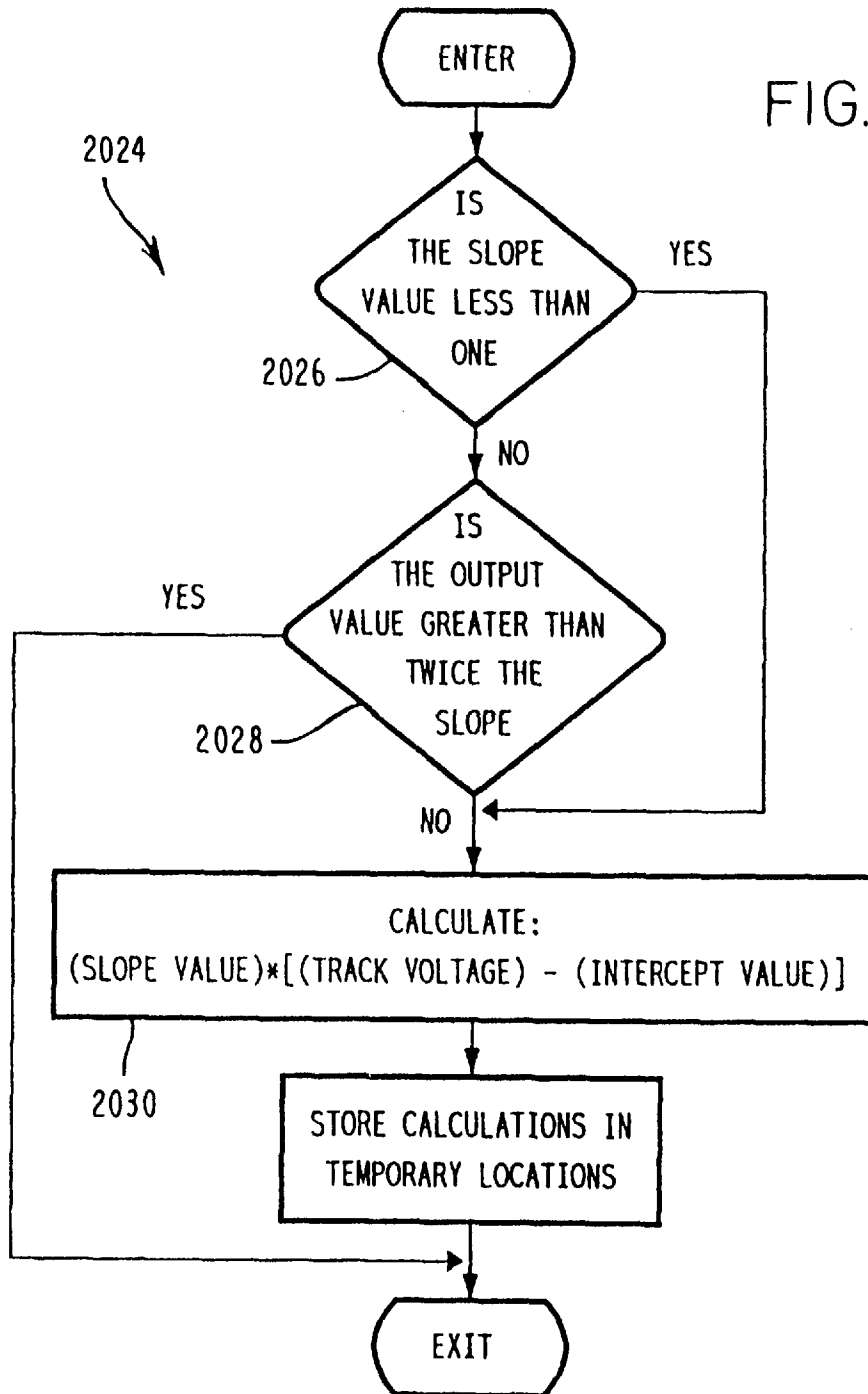 ENTER
FIG.
2024
IS
THE SLOPE
VALUE LESS THAN
ONE
YES
2026
NO
IS
THE OUTPUT
VALUE GREATER THAN
TWICE THE
SLOPE
YES
2028
NO
CALCULATE:
(SLOPE VALUE)*[(TRACK VOLTAGE) - (INTERCEPT VALUE)]
2030
STORE CALCULATIONS IN
TEMPORARY LOCATIONS
EXIT